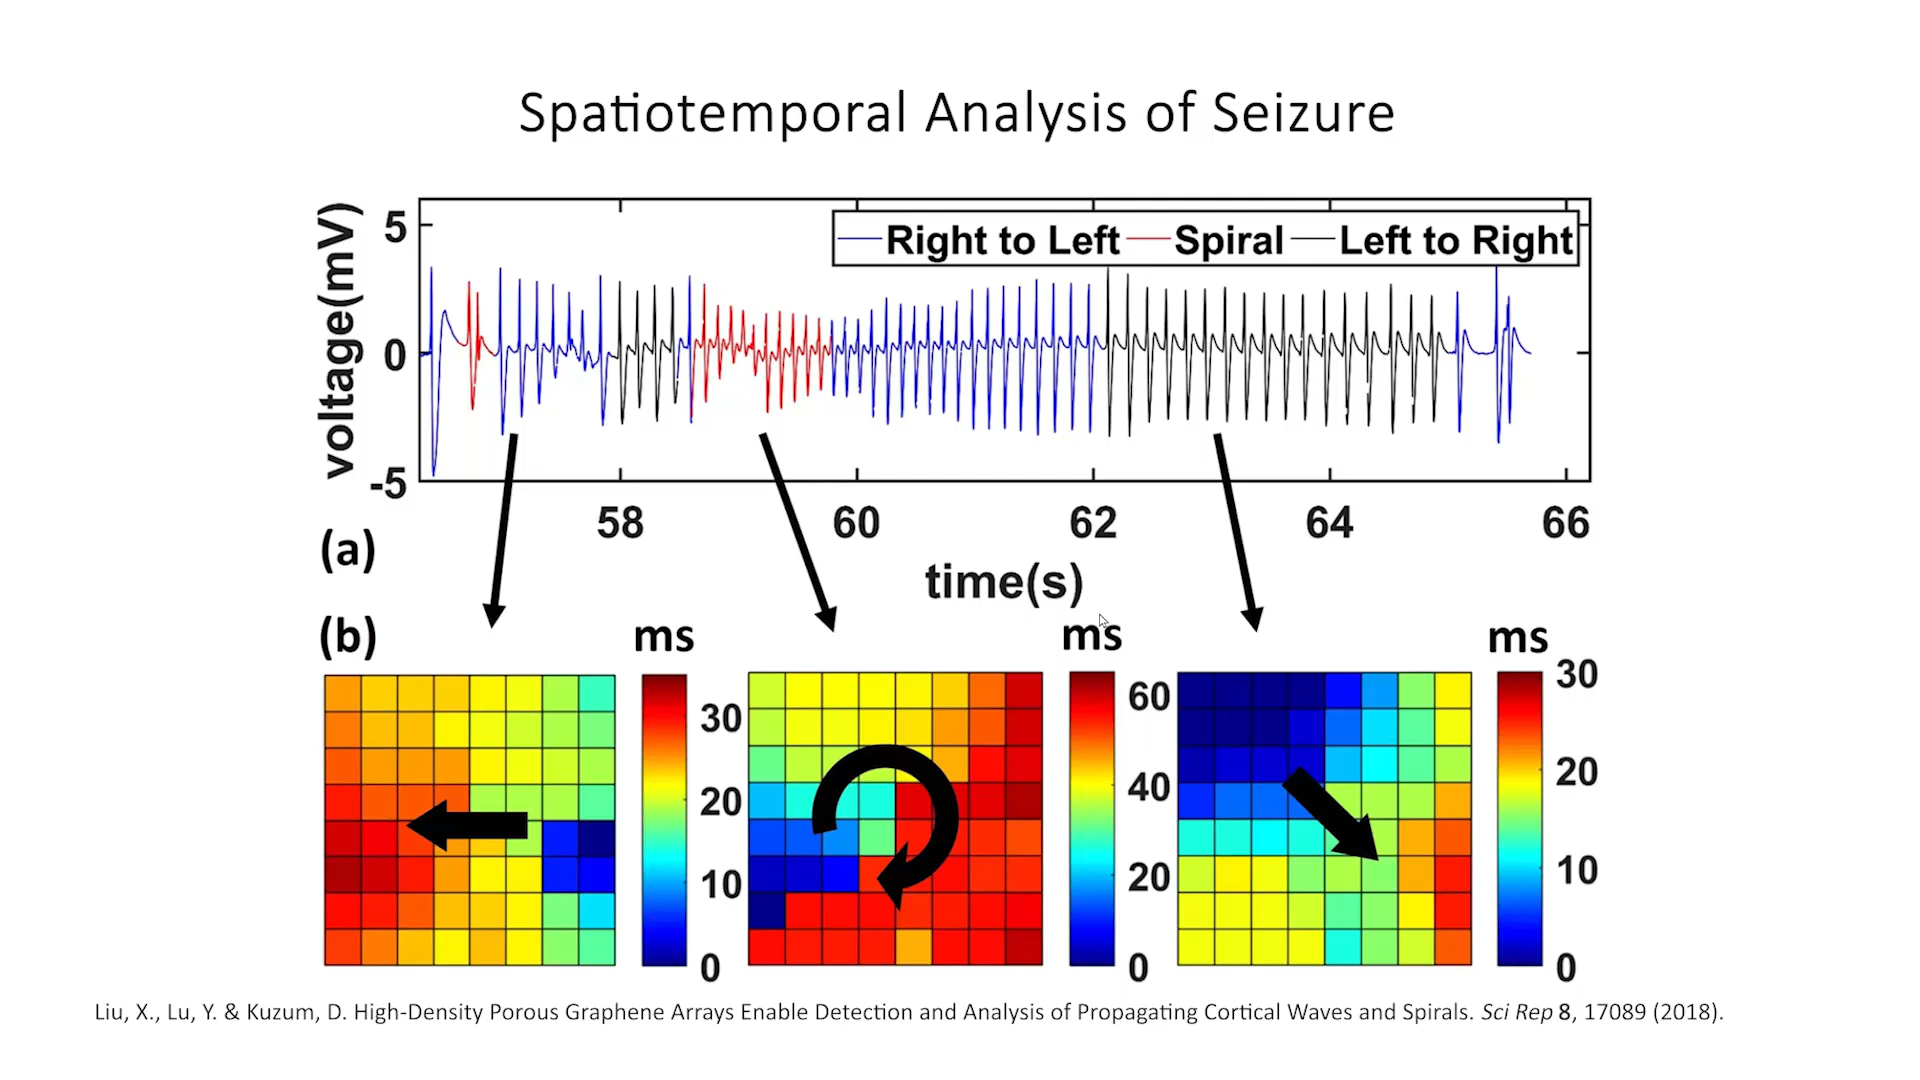 Spatiotemporal Analysis of Seizure
voltage(mV)
5
0
-5
Right to Left Spiral Left to Right
58 60 62 64 66
time(s)
(a)
(b)
ms
30
20
10
0
ms
60
40
20
0
ms
30
20
10
0
Liu, X., Lu, Y. & Kuzum, D. High-Density Porous Graphene Arrays Enable Detection and Analysis of Propagating Cortical Waves and Spirals. Sci Rep 8, 17089 (2018).